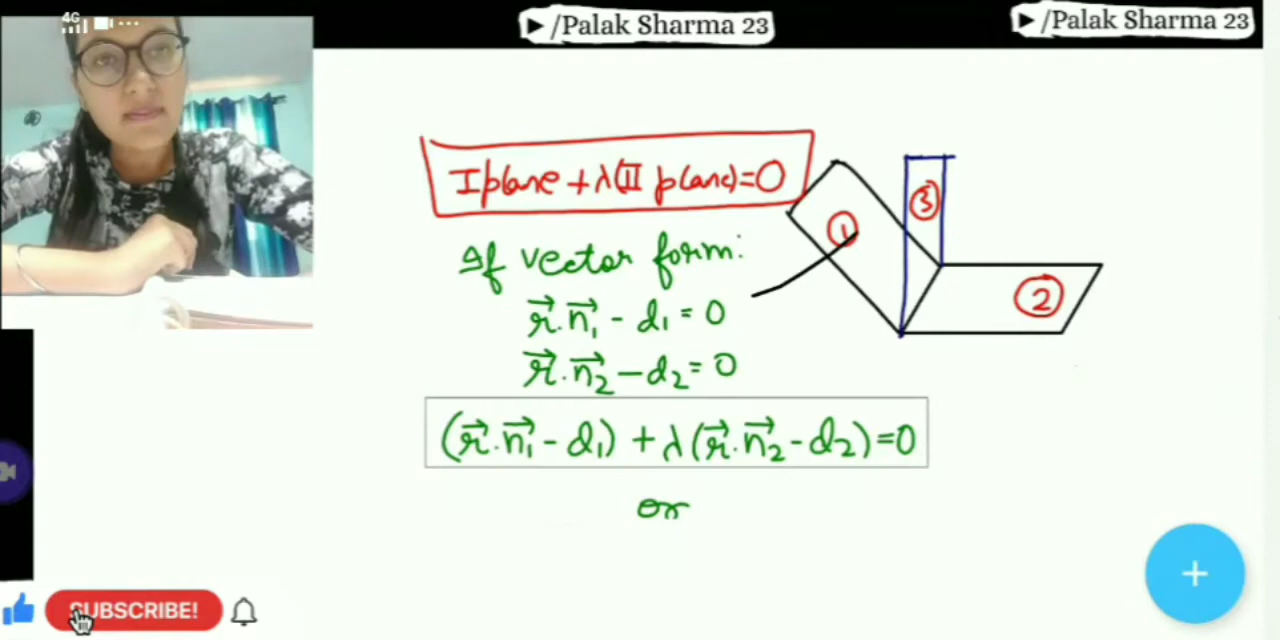 4G
/Palak Sharma 23
/Palak Sharma 23
I plane + λ(II plane) = 0
If vector form:
r⃗.n⃗₁ - d₁ = 0
r⃗.n⃗₂ - d₂ = 0
(r⃗.n⃗₁ - d₁) + λ(r⃗.n⃗₂ - d₂) = 0
or
①
③
②
SUBSCRIBE!
+